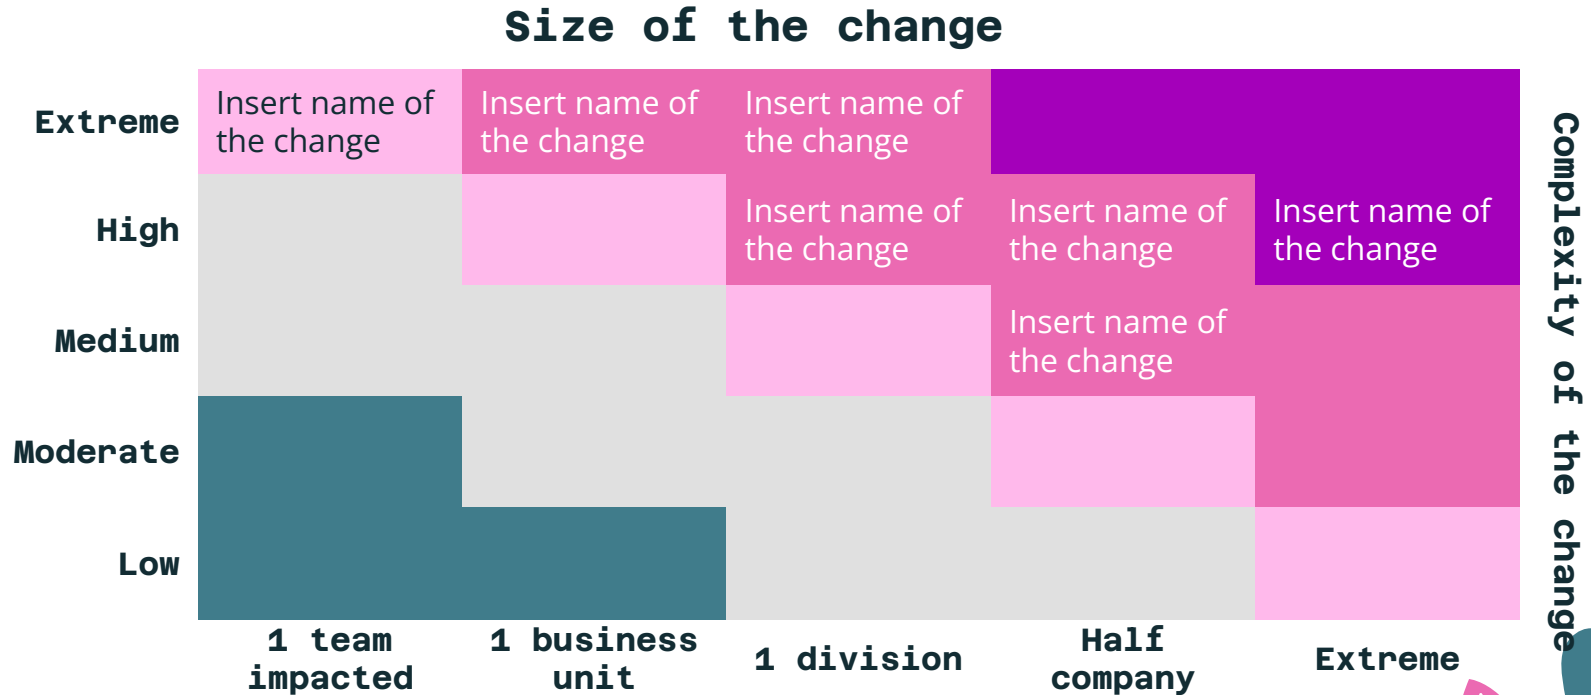 Size of the change
Extreme
Insert name of
the change
Insert name of
the change
Insert name of
the change
High
Insert name of
the change
Insert name of
the change
Insert name of
the change
Medium
Insert name of
the change
Moderate
Low
1 team
impacted
1 business
unit
1 division
Half
company
Extreme
Complexity of the change